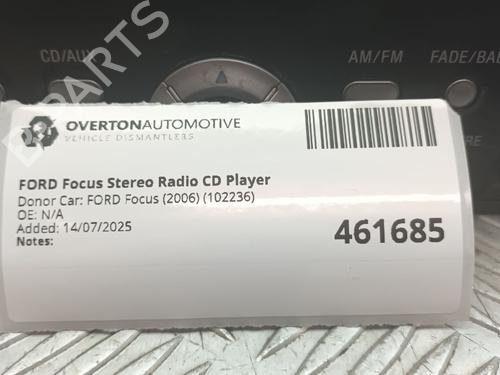 CD/AUX
AM/FM
FADE/BAL
PARTS
OVERTONAUTOMOTIVE
VEHICLE DISMANTLERS
FORD Focus Stereo Radio CD Player
Donor Car: FORD Focus (2006) (102236)
OE: N/A
Added: 14/07/2025
Notes:
461685